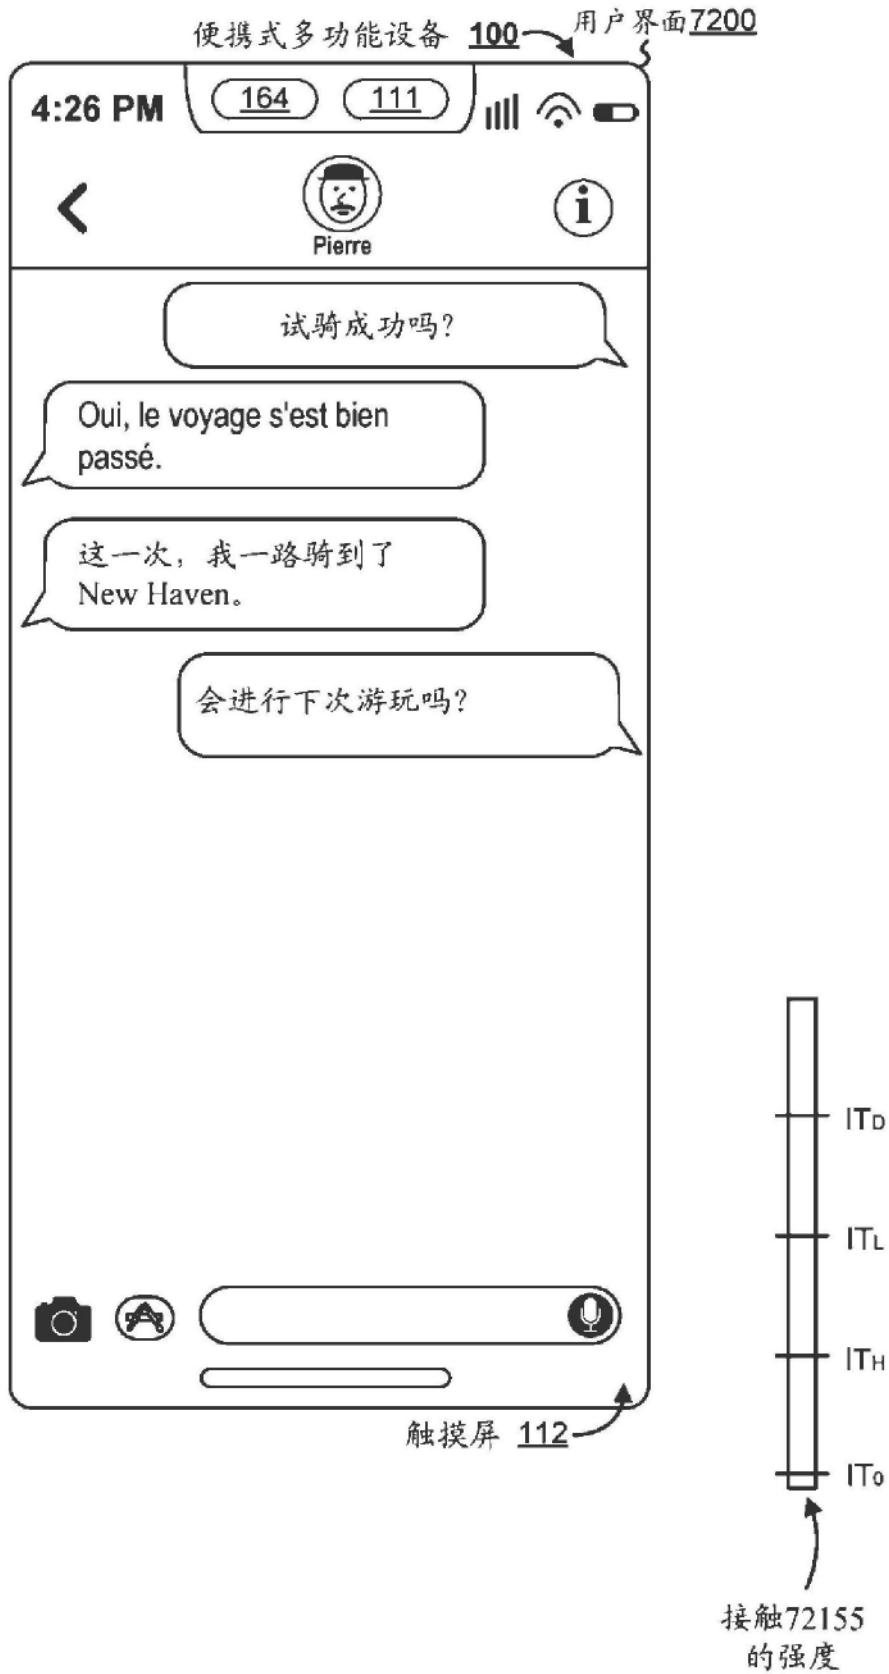 便携式多功能设备 100
用户界面7200
4:26 PM
164
111
i
Pierre
试骑成功吗?
Oui, le voyage s'est bien
passé.
这一次，我一路骑到了
New Haven。
会进行下次游玩吗?
ITD
ITL
ITH
IT0
触摸屏 112
接触72155
的强度